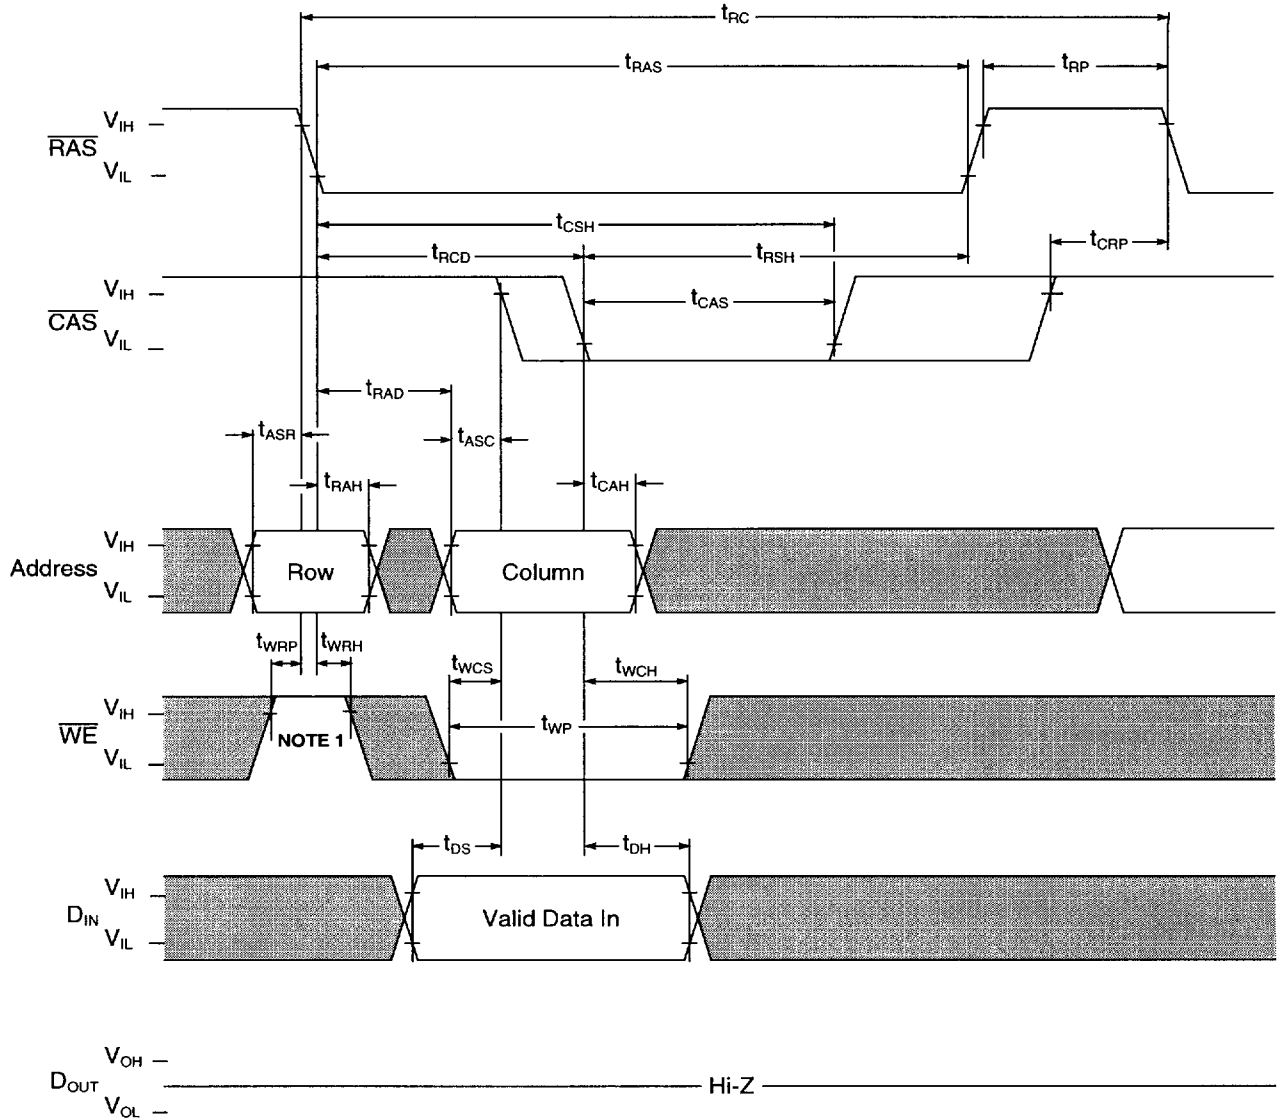 tRC
tRAS
tRP
VIH
RAS
VIL
tCSH
tRCD
tRSH
tCRP
VIH
CAS
tCAS
VIL
tRAD
tASR
tASC
tRAH
tCAH
VIH
Address
Row
Column
VIL
tWRP
tWRH
tWCS
tWCH
VIH
WE
tWP
NOTE 1
VIL
tDS
tDH
VIH
DIN
Valid Data In
VIL
VOH
DOUT
Hi-Z
VOL